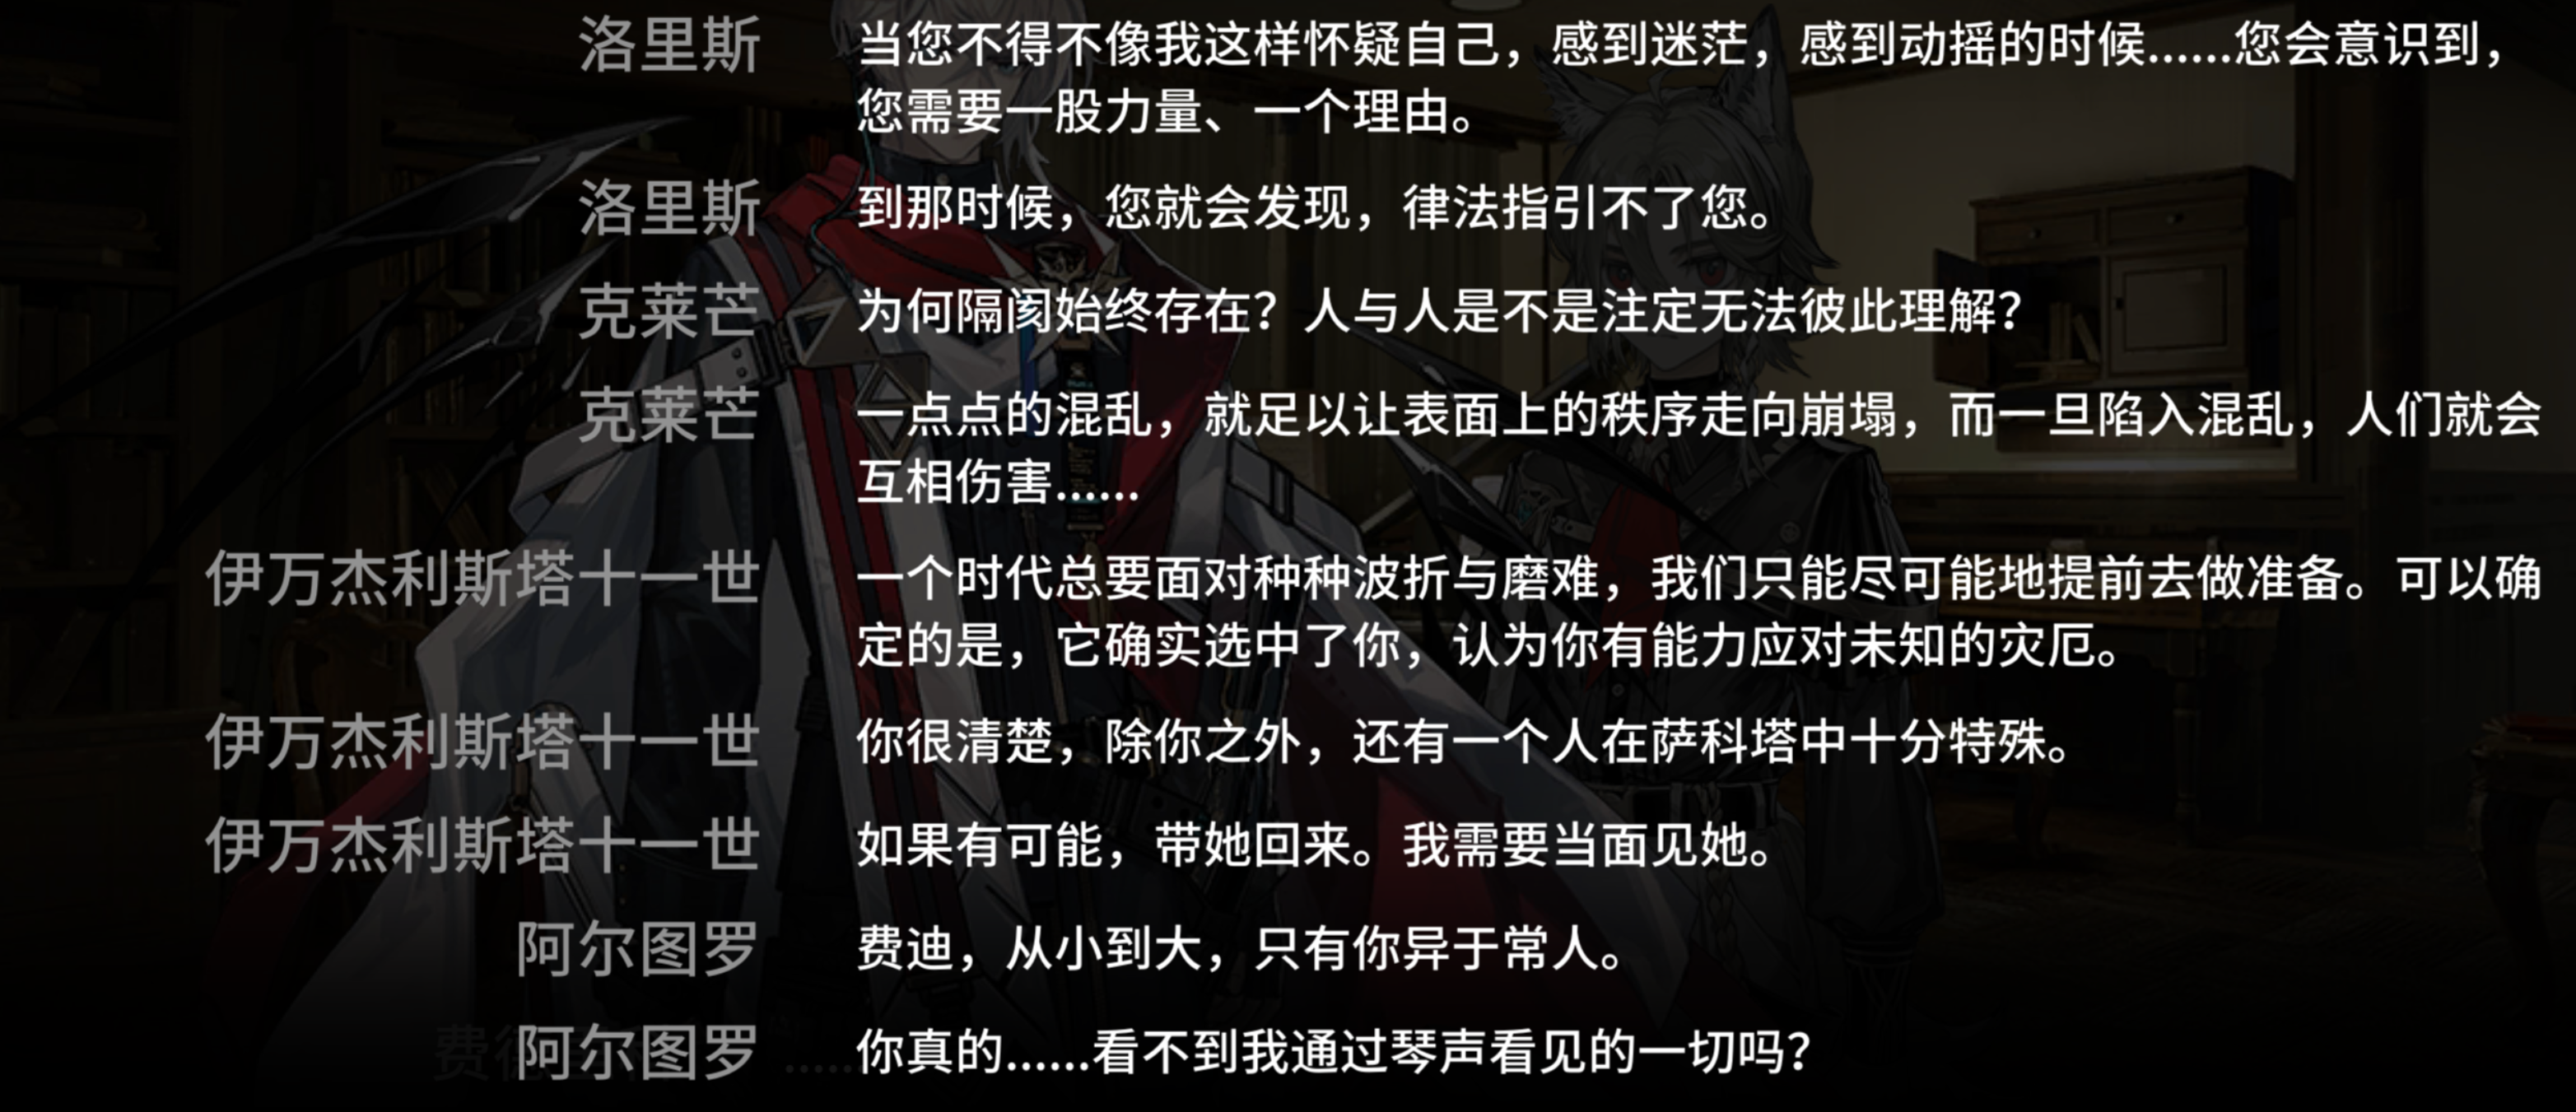 洛里斯 当您不得不像我这样怀疑自己，感到迷茫，感到动摇的时候……您会意识到，
您需要一股力量、一个理由。
洛里斯 到那时候，您就会发现，律法指引不了您。
克莱芒 为何隔阂始终存在？人与人是不是注定无法彼此理解？
克莱芒 一点点的混乱，就足以让表面上的秩序走向崩塌，而一旦陷入混乱，人们就会
互相伤害……
伊万杰利斯塔十一世 一个时代总要面对种种波折与磨难，我们只能尽可能地提前去做准备。可以确
定的是，它确实选中了你，认为你有能力应对未知的灾厄。
伊万杰利斯塔十一世 你很清楚，除你之外，还有一个人在萨科塔中十分特殊。
伊万杰利斯塔十一世 如果有可能，带她回来。我需要当面见她。
阿尔图罗 费迪，从小到大，只有你异于常人。
阿尔图罗 你真的……看不到我通过琴声看见的一切吗？